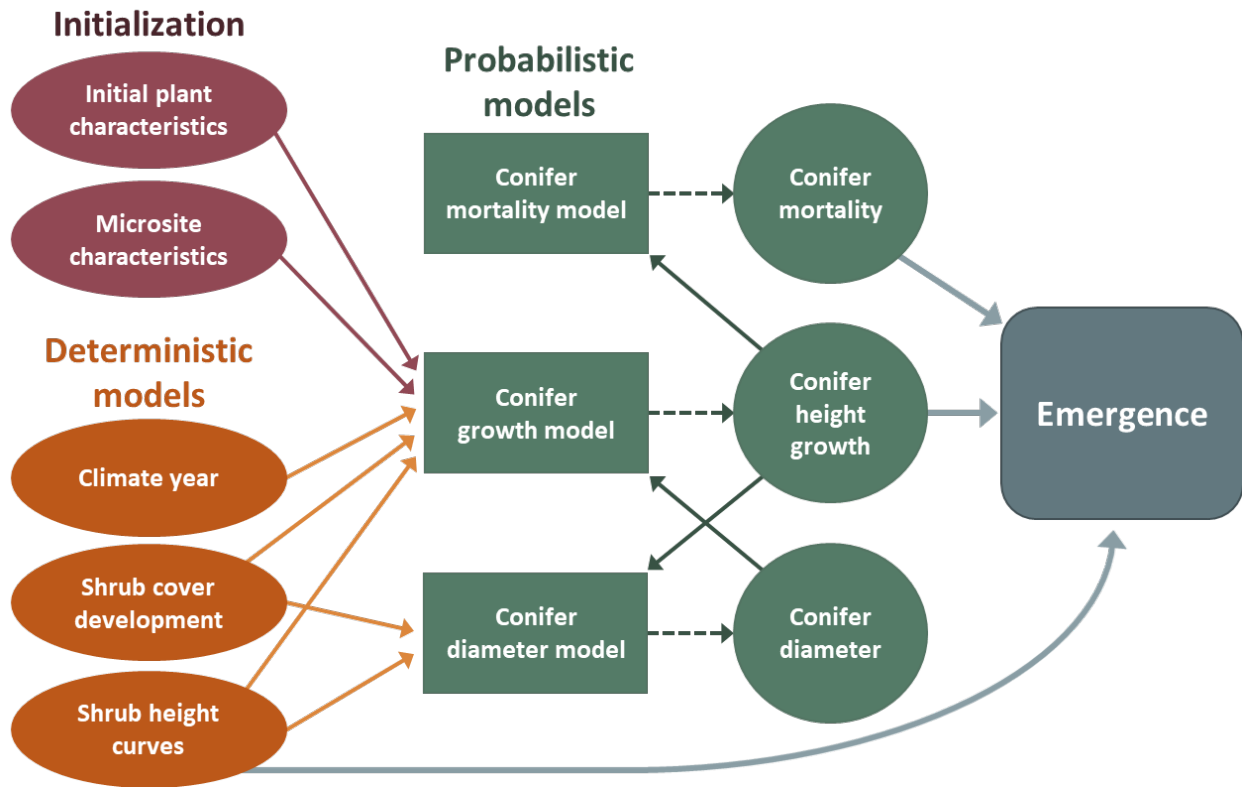 Initialization
Initial plant
characteristics
Microsite
characteristics
Deterministic
models
Climate year
Shrub cover
development
Shrub height
curves
Probabilistic
models
Conifer
mortality model
Conifer
growth model
Conifer
diameter model
Conifer
mortality
Conifer
height
growth
Conifer
diameter
Emergence